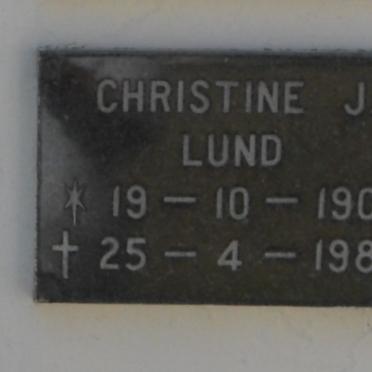 CHRISTINE J
LUND
* 19 – 10 – 190
† 25 – 4 – 198